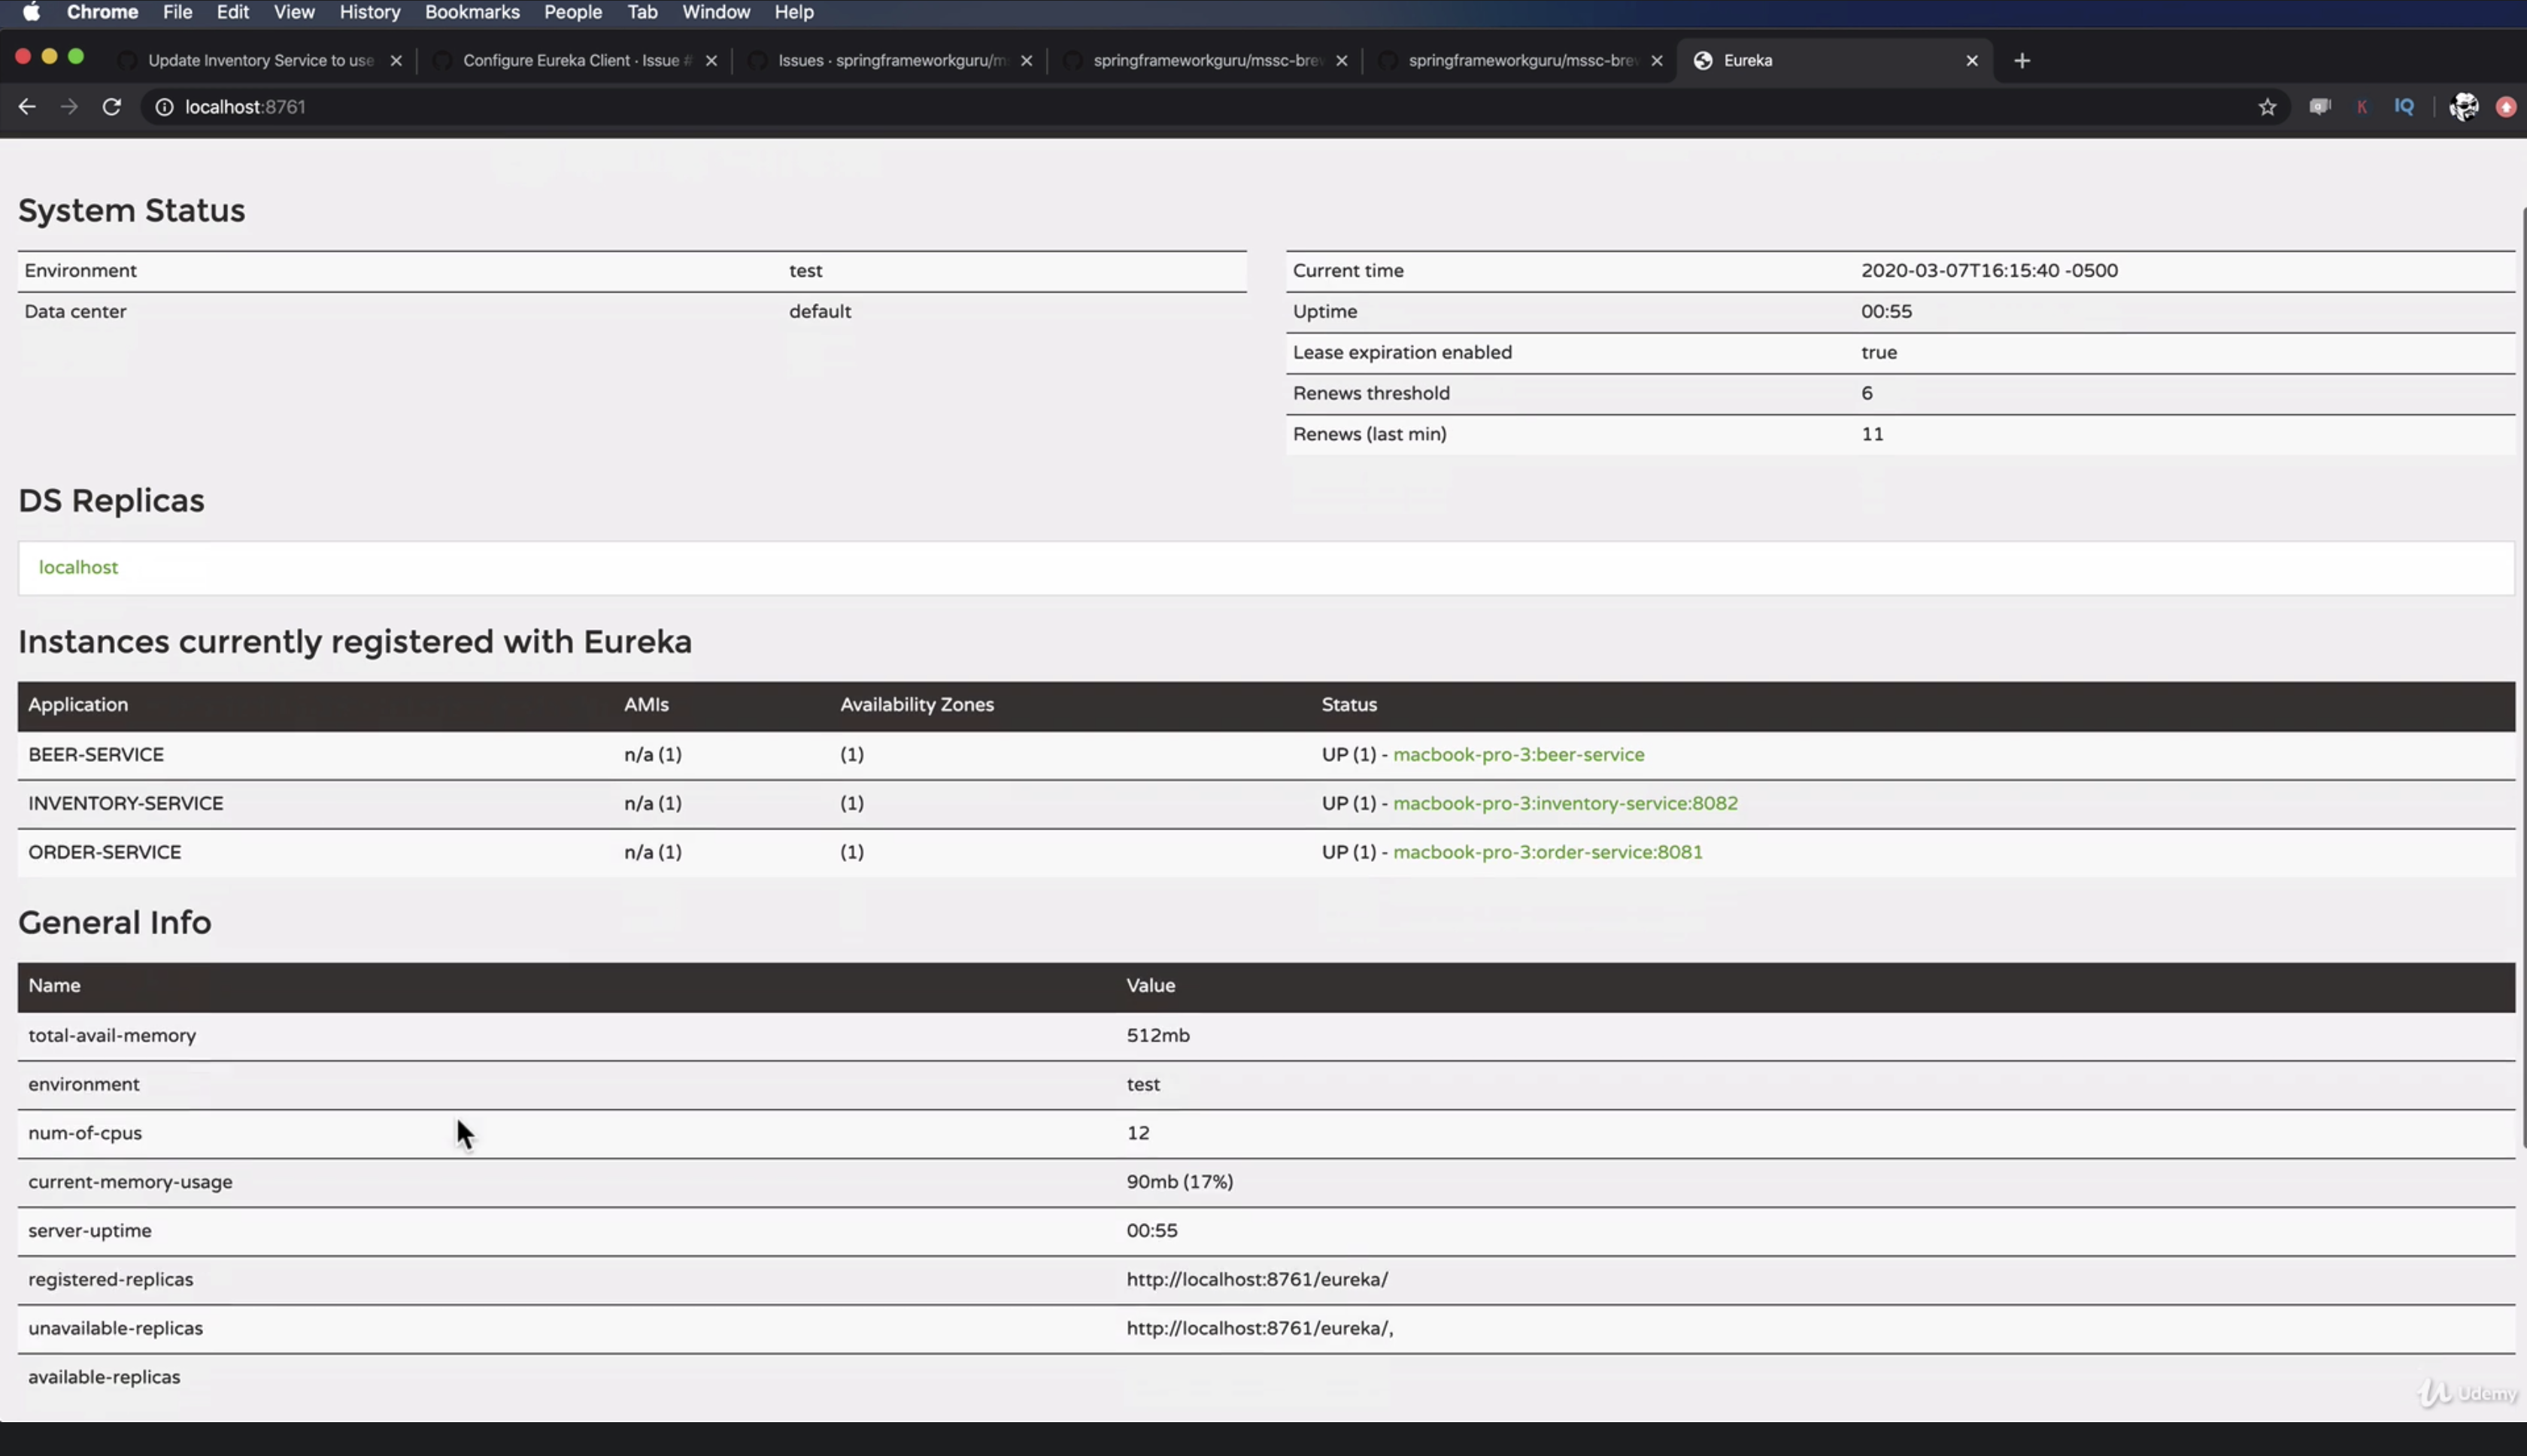 Chrome File Edit View History Bookmarks People Tab Window Help
Update Inventory Service to use Configure Eureka Client · Issue # Issues · springframeworkguru/m springframeworkguru/mssc-brew springframeworkguru/mssc-brew Eureka
localhost:8761
K IQ
System Status
Environment test
Data center default
Current time 2020-03-07T16:15:40 -0500
Uptime 00:55
Lease expiration enabled true
Renews threshold 6
Renews (last min) 11
DS Replicas
localhost
Instances currently registered with Eureka
Application AMIs Availability Zones Status
BEER-SERVICE n/a (1) (1) UP (1) - macbook-pro-3:beer-service
INVENTORY-SERVICE n/a (1) (1) UP (1) - macbook-pro-3:inventory-service:8082
ORDER-SERVICE n/a (1) (1) UP (1) - macbook-pro-3:order-service:8081
General Info
Name Value
total-avail-memory 512mb
environment test
num-of-cpus 12
current-memory-usage 90mb (17%)
server-uptime 00:55
registered-replicas http://localhost:8761/eureka/
unavailable-replicas http://localhost:8761/eureka/,
available-replicas
Udemy